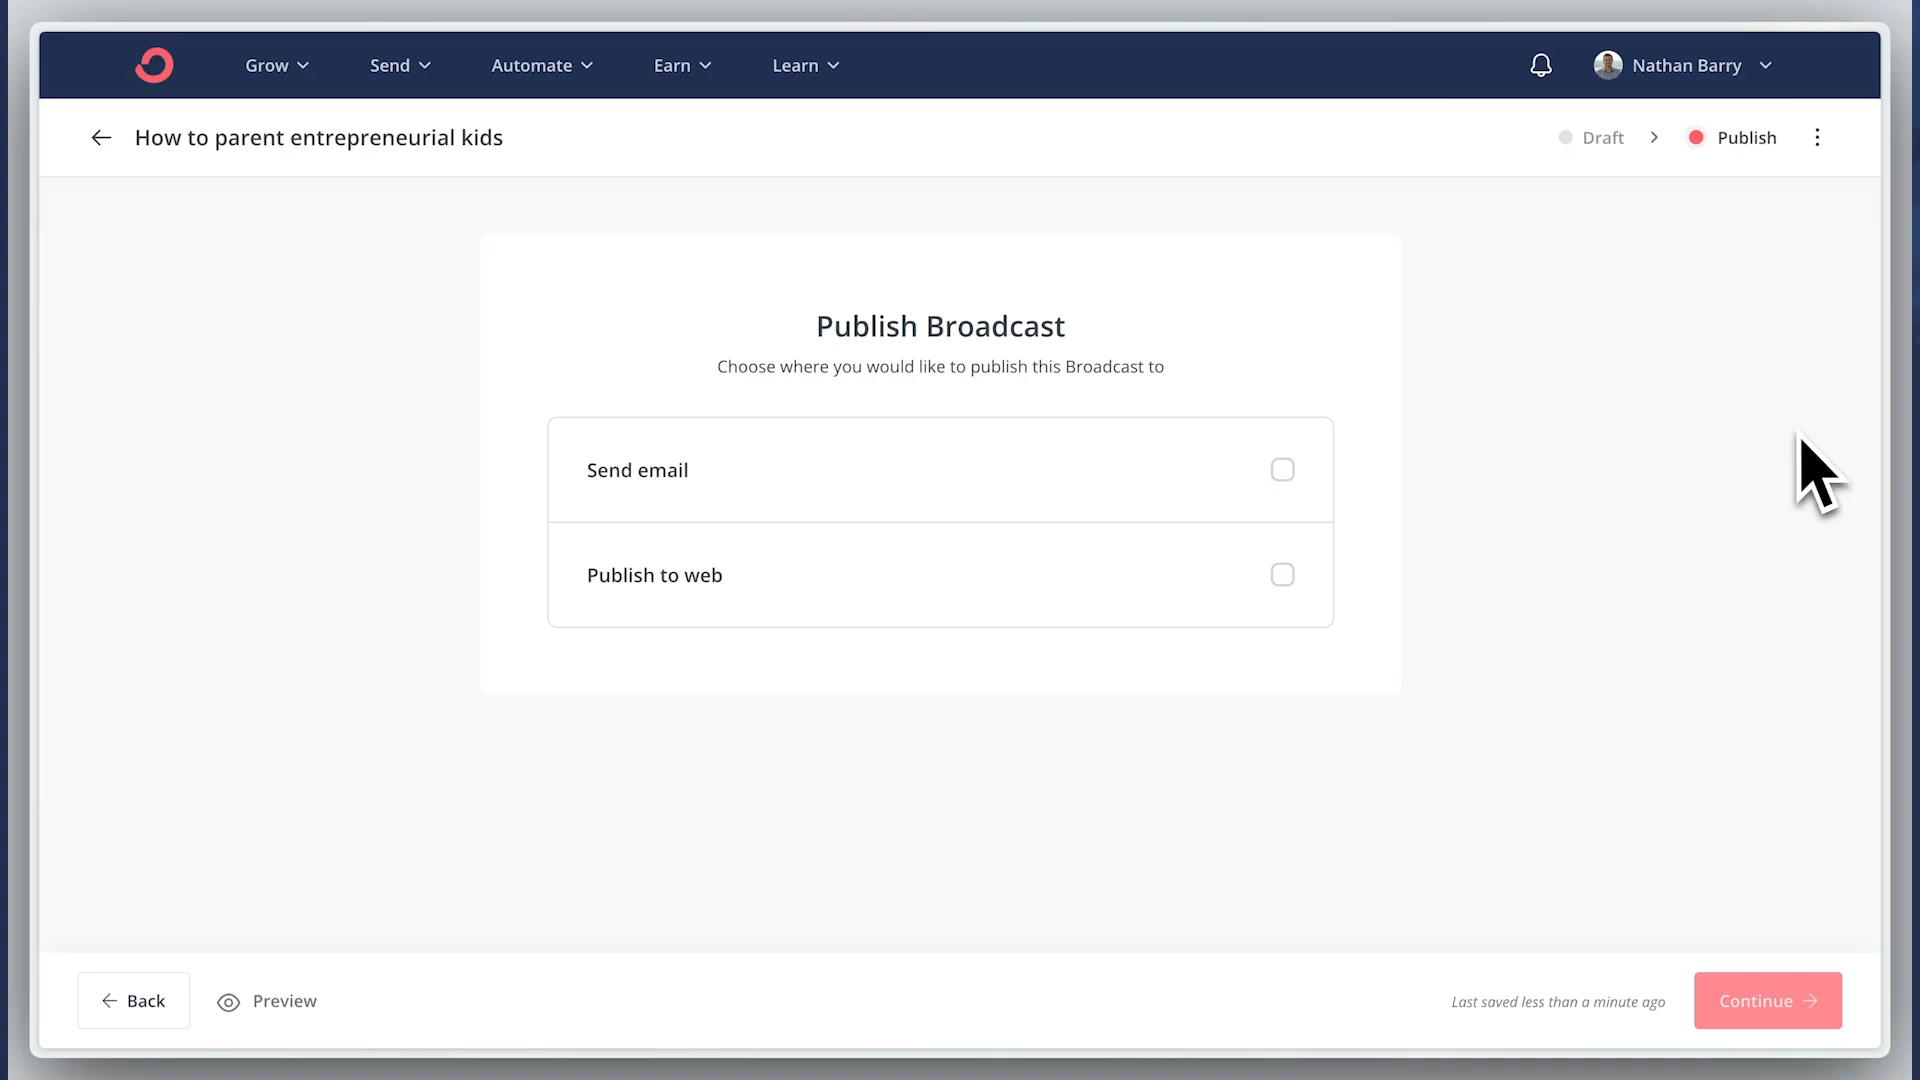 Grow Send Automate Earn Learn Nathan Barry
How to parent entrepreneurial kids Draft Publish
Publish Broadcast
Choose where you would like to publish this Broadcast to
Send email
Publish to web
Back Preview Last saved less than a minute ago Continue